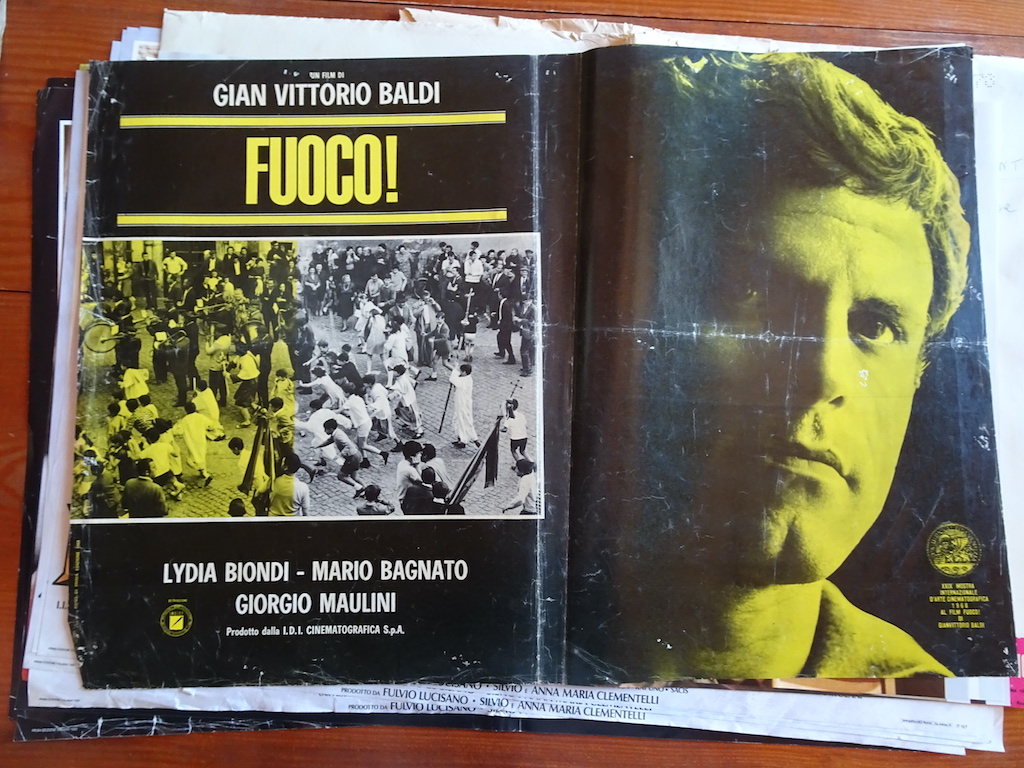 UN FILM DI
GIAN VITTORIO BALDI
FUOCO!
LYDIA BIONDI - MARIO BAGNATO
GIORGIO MAULINI
Prodotto dalla I.D.I. CINEMATOGRAFICA S.p.A.
XXIX MOSTRA
INTERNAZIONALE
D'ARTE CINEMATOGRAFICA
1968
AL FILM FUOCO!
DI
GIANVITTORIO BALDI
PRODOTTO DA FULVIO LUCISANO • SILVIO E ANNA MARIA CLEMENTELLI
PRODOTTO DA FULVIO LUCISANO • SILVIO E ANNA MARIA CLEMENTELLI